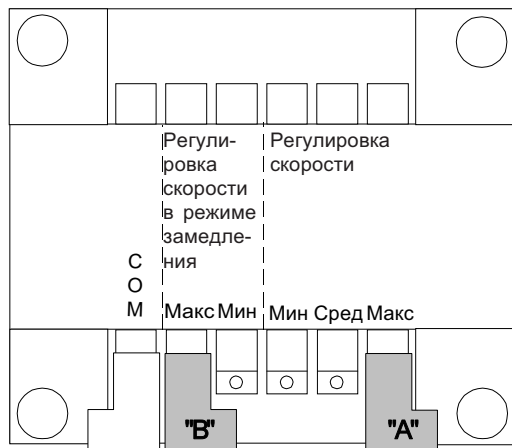 Регули-
ровка
скорости
в режиме
замедле-
ния
Регулировка
скорости
С
О
М
Макс Мин
Мин Сред Макс
"В"
"А"